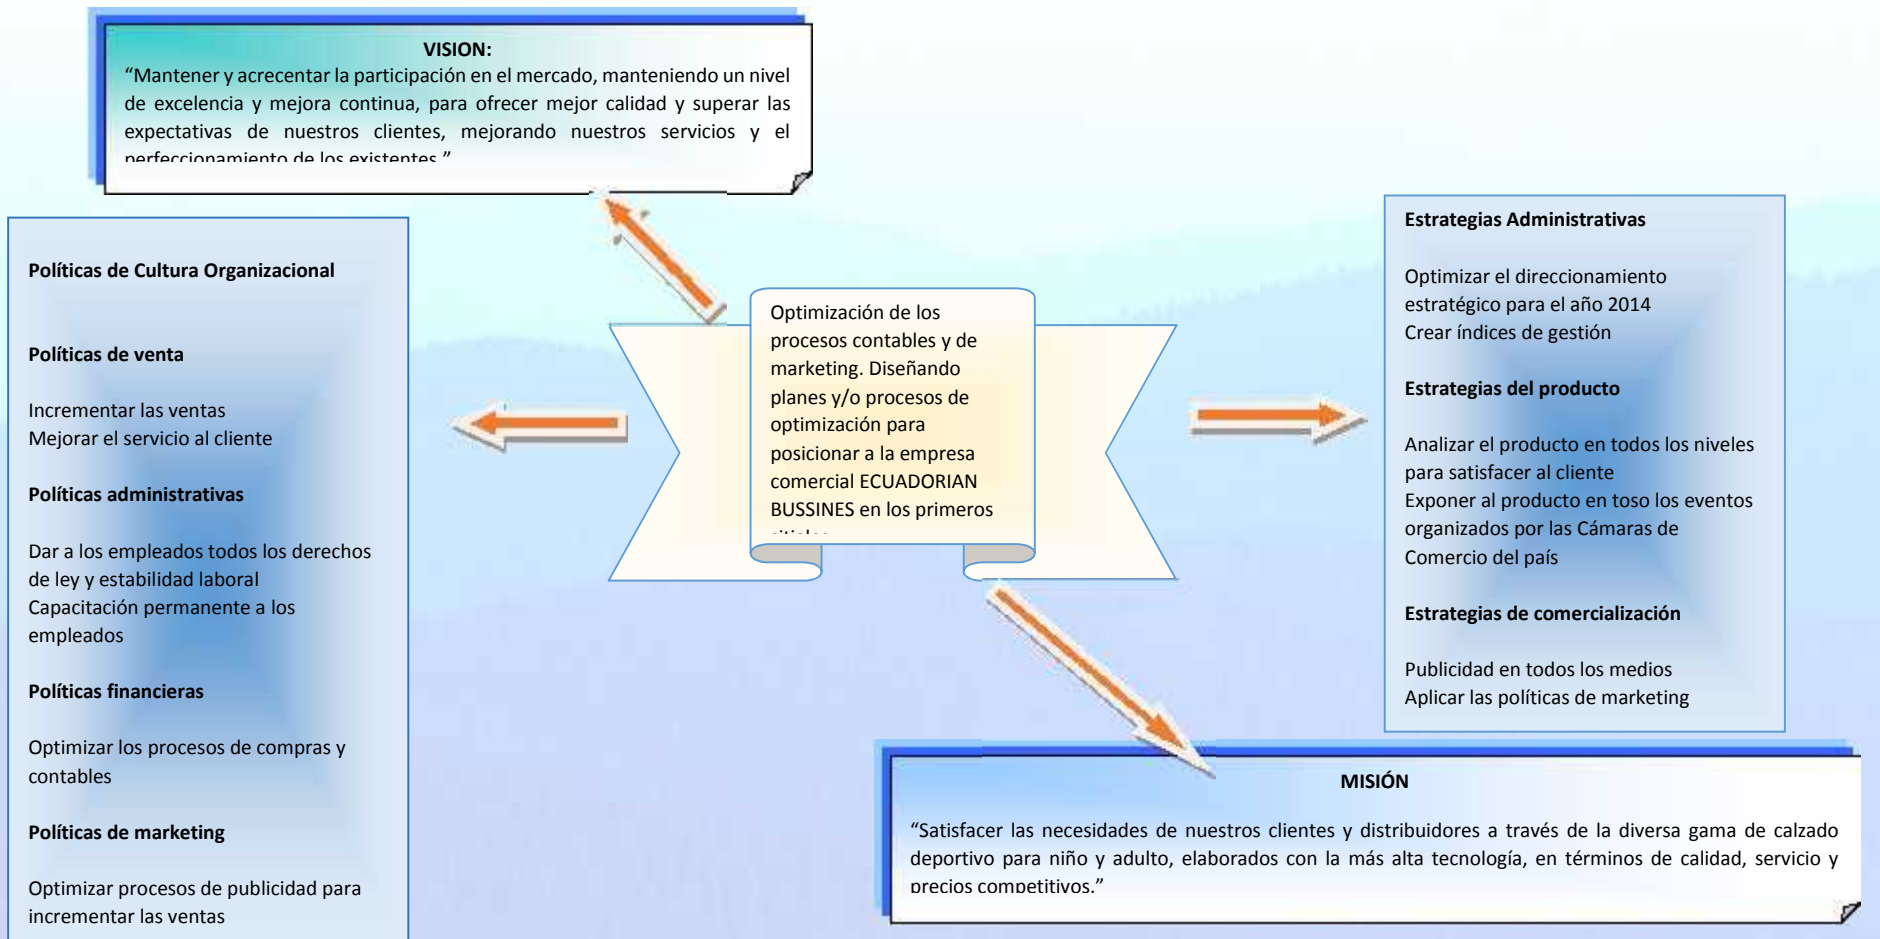 VISION:
“Mantener y acrecentar la participación en el mercado, manteniendo un nivel
de excelencia y mejora continua, para ofrecer mejor calidad y superar las
expectativas de nuestros clientes, mejorando nuestros servicios y el
perfeccionamiento de los existentes.”
Políticas de Cultura Organizacional
Políticas de venta
Incrementar las ventas
Mejorar el servicio al cliente
Políticas administrativas
Dar a los empleados todos los derechos
de ley y estabilidad laboral
Capacitación permanente a los
empleados
Políticas financieras
Optimizar los procesos de compras y
contables
Políticas de marketing
Optimizar procesos de publicidad para
incrementar las ventas
Optimización de los
procesos contables y de
marketing. Diseñando
planes y/o procesos de
optimización para
posicionar a la empresa
comercial ECUADORIAN
BUSSINES en los primeros
Estrategias Administrativas
Optimizar el direccionamiento
estratégico para el año 2014
Crear índices de gestión
Estrategias del producto
Analizar el producto en todos los niveles
para satisfacer al cliente
Exponer al producto en toso los eventos
organizados por las Cámaras de
Comercio del país
Estrategias de comercialización
Publicidad en todos los medios
Aplicar las políticas de marketing
MISIÓN
“Satisfacer las necesidades de nuestros clientes y distribuidores a través de la diversa gama de calzado
deportivo para niño y adulto, elaborados con la más alta tecnología, en términos de calidad, servicio y
precios competitivos.”